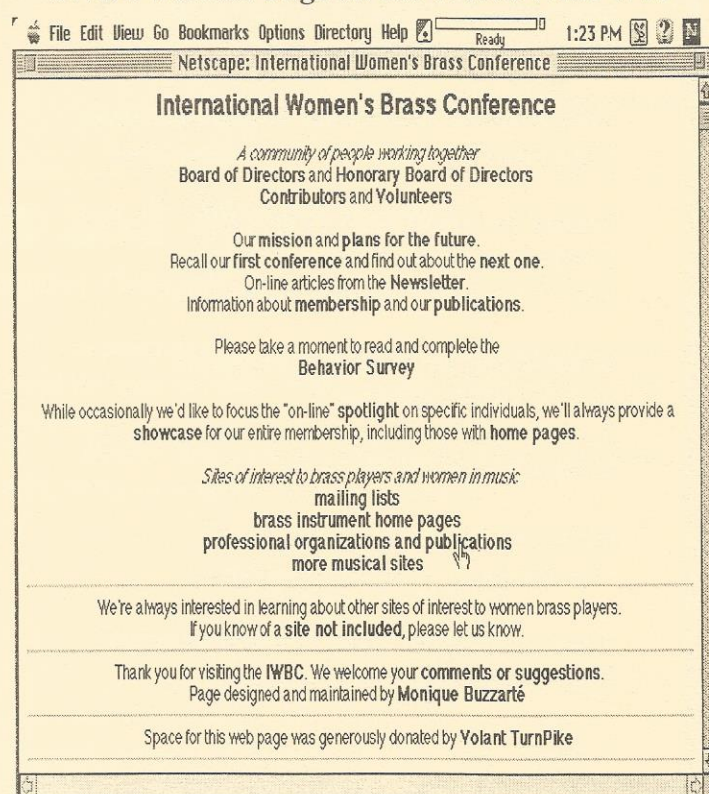 File Edit View Go Bookmarks Options Directory Help Ready 1:23 PM ? N
Netscape: International Women's Brass Conference
International Women's Brass Conference
A community of people working together
Board of Directors and Honorary Board of Directors
Contributors and Volunteers
Our mission and plans for the future.
Recall our first conference and find out about the next one.
On-line articles from the Newsletter.
Information about membership and our publications.
Please take a moment to read and complete the
Behavior Survey
While occasionally we'd like to focus the "on-line" spotlight on specific individuals, we'll always provide a
showcase for our entire membership, including those with home pages.
Sites of interest to brass players and women in music
mailing lists
brass instrument home pages
professional organizations and publications
more musical sites
We're always interested in learning about other sites of interest to women brass players.
If you know of a site not included, please let us know.
Thank you for visiting the IWBC. We welcome your comments or suggestions.
Page designed and maintained by Monique Buzzarté
Space for this web page was generously donated by Volant TurnPike